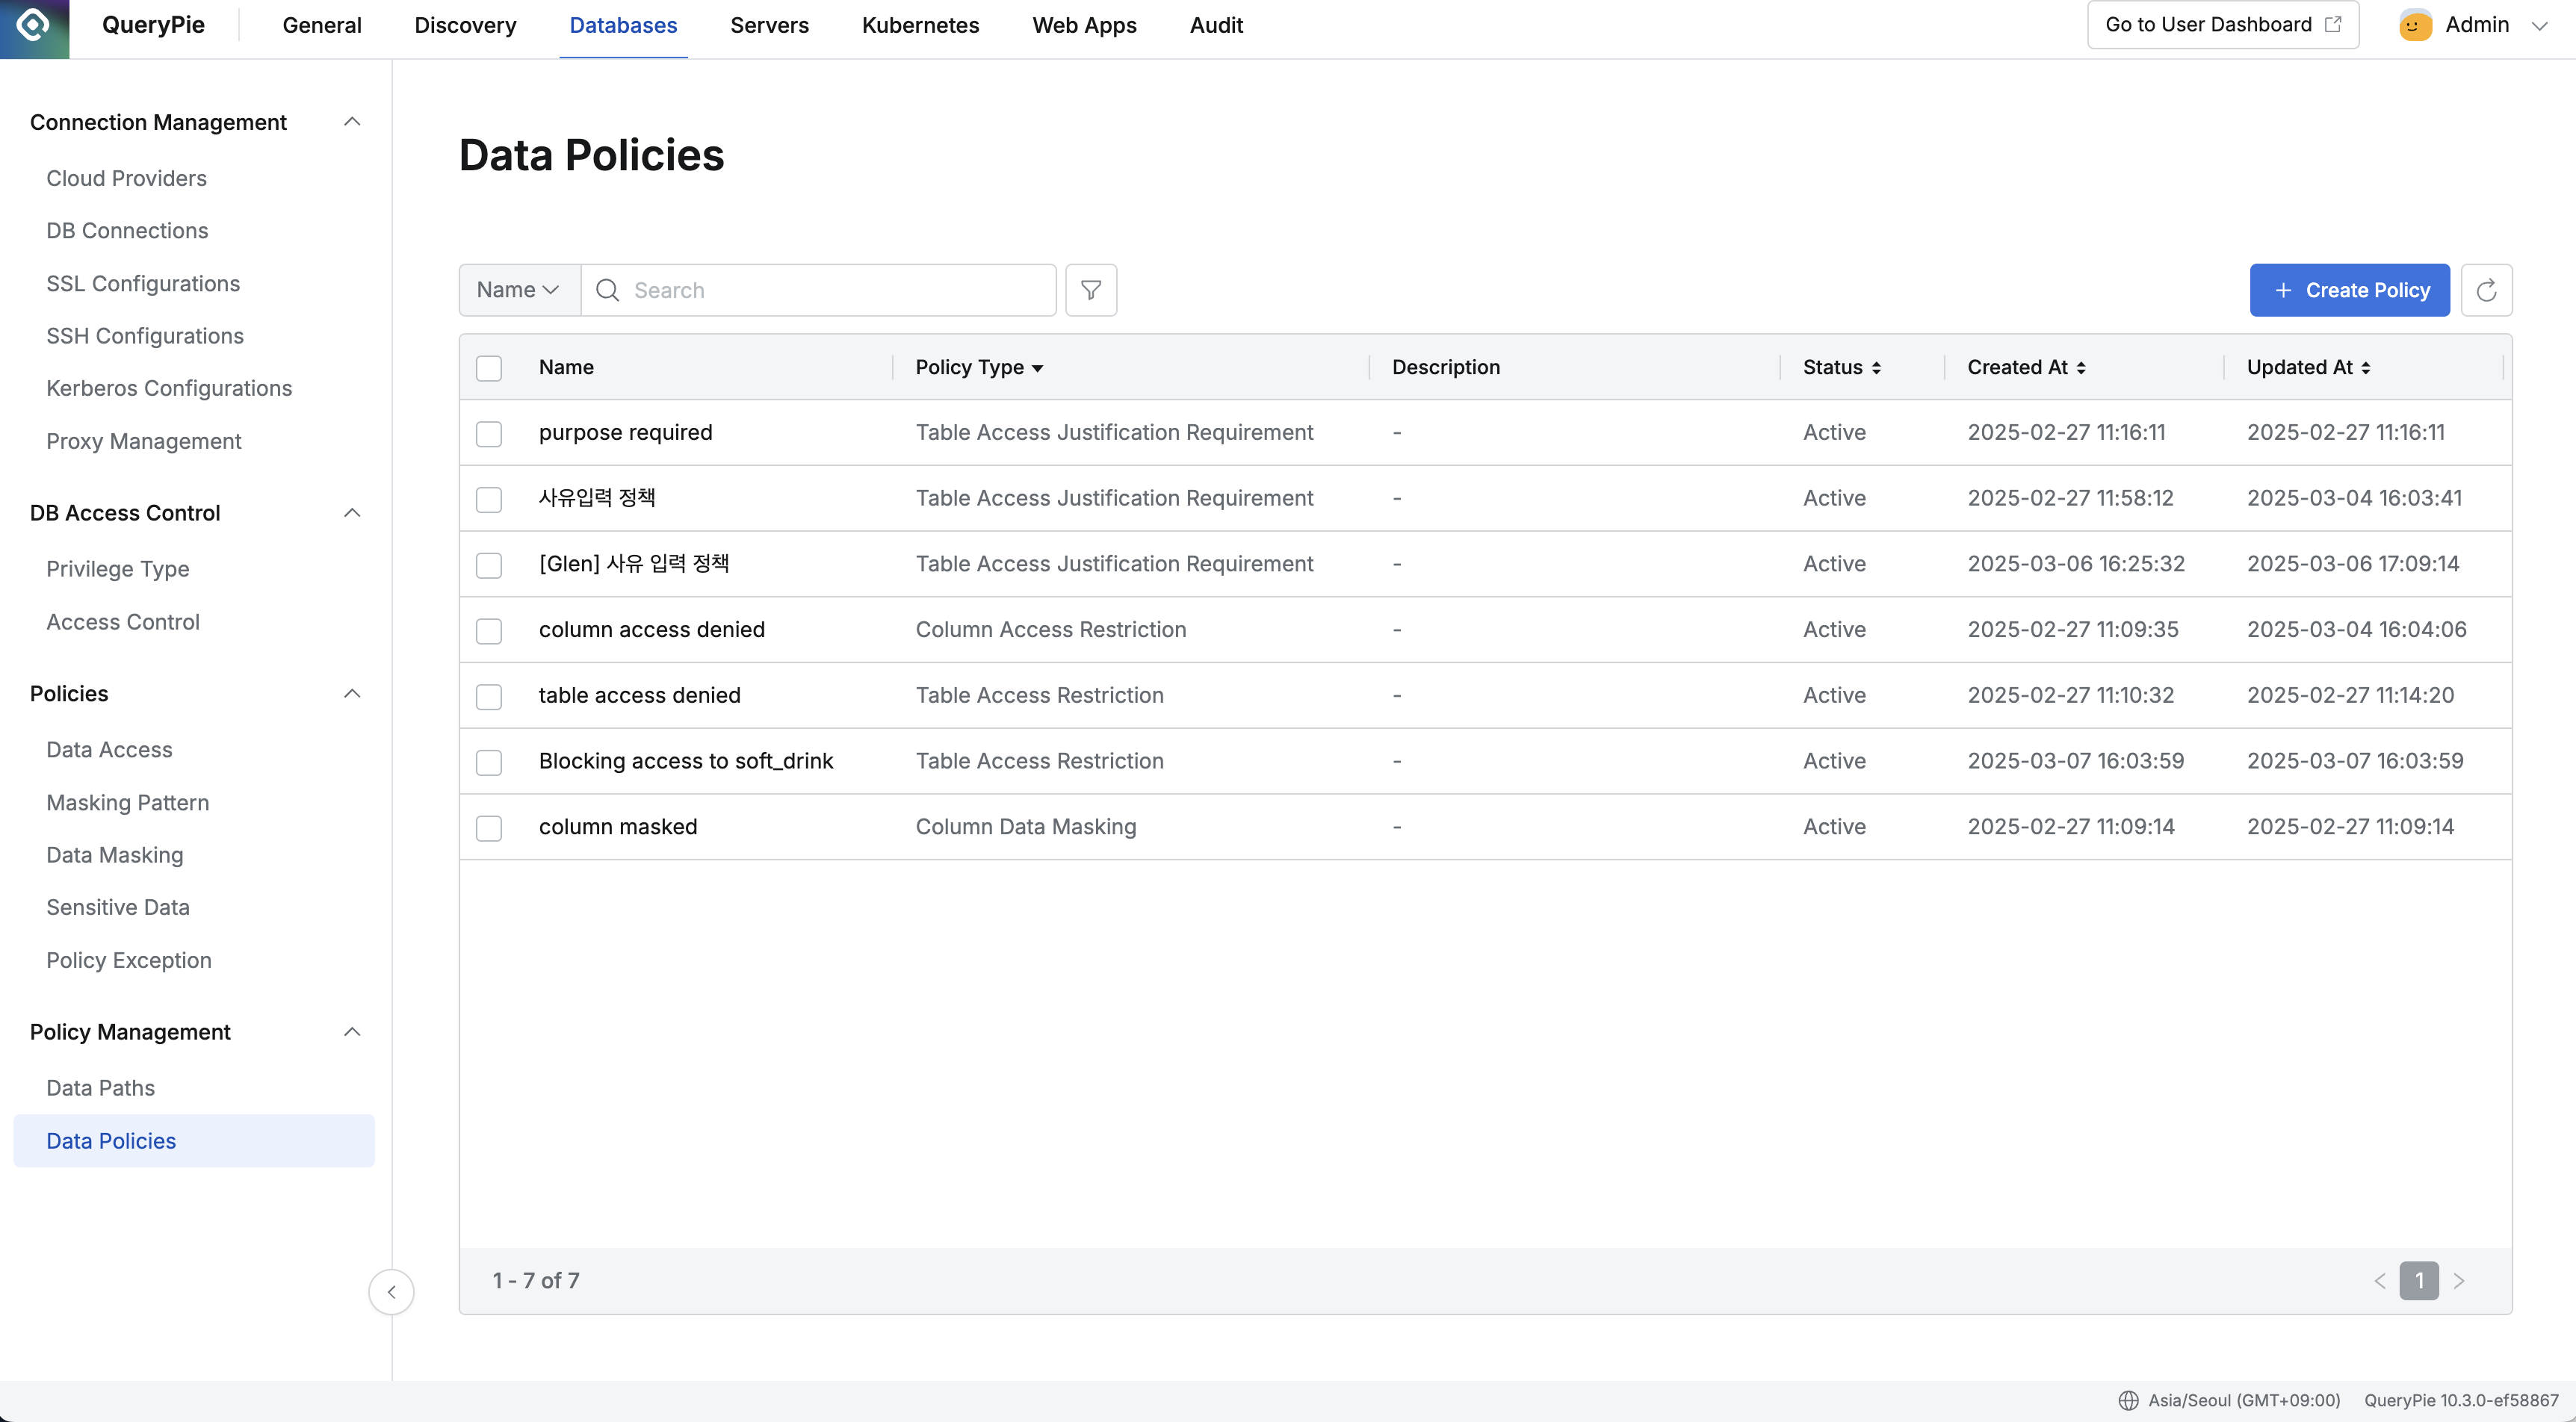 QueryPie General Discovery Databases Servers Kubernetes Web Apps Audit Go to User Dashboard Admin
Connection Management
Cloud Providers
DB Connections
SSL Configurations
SSH Configurations
Kerberos Configurations
Proxy Management
DB Access Control
Privilege Type
Access Control
Policies
Data Access
Masking Pattern
Data Masking
Sensitive Data
Policy Exception
Policy Management
Data Paths
Data Policies
Data Policies
Name Search Create Policy
Name Policy Type Description Status Created At Updated At
purpose required Table Access Justification Requirement - Active 2025-02-27 11:16:11 2025-02-27 11:16:11
사유입력 정책 Table Access Justification Requirement - Active 2025-02-27 11:58:12 2025-03-04 16:03:41
[Glen] 사유 입력 정책 Table Access Justification Requirement - Active 2025-03-06 16:25:32 2025-03-06 17:09:14
column access denied Column Access Restriction - Active 2025-02-27 11:09:35 2025-03-04 16:04:06
table access denied Table Access Restriction - Active 2025-02-27 11:10:32 2025-02-27 11:14:20
Blocking access to soft_drink Table Access Restriction - Active 2025-03-07 16:03:59 2025-03-07 16:03:59
column masked Column Data Masking - Active 2025-02-27 11:09:14 2025-02-27 11:09:14
1 - 7 of 7 1
Asia/Seoul (GMT+09:00) QueryPie 10.3.0-ef58867